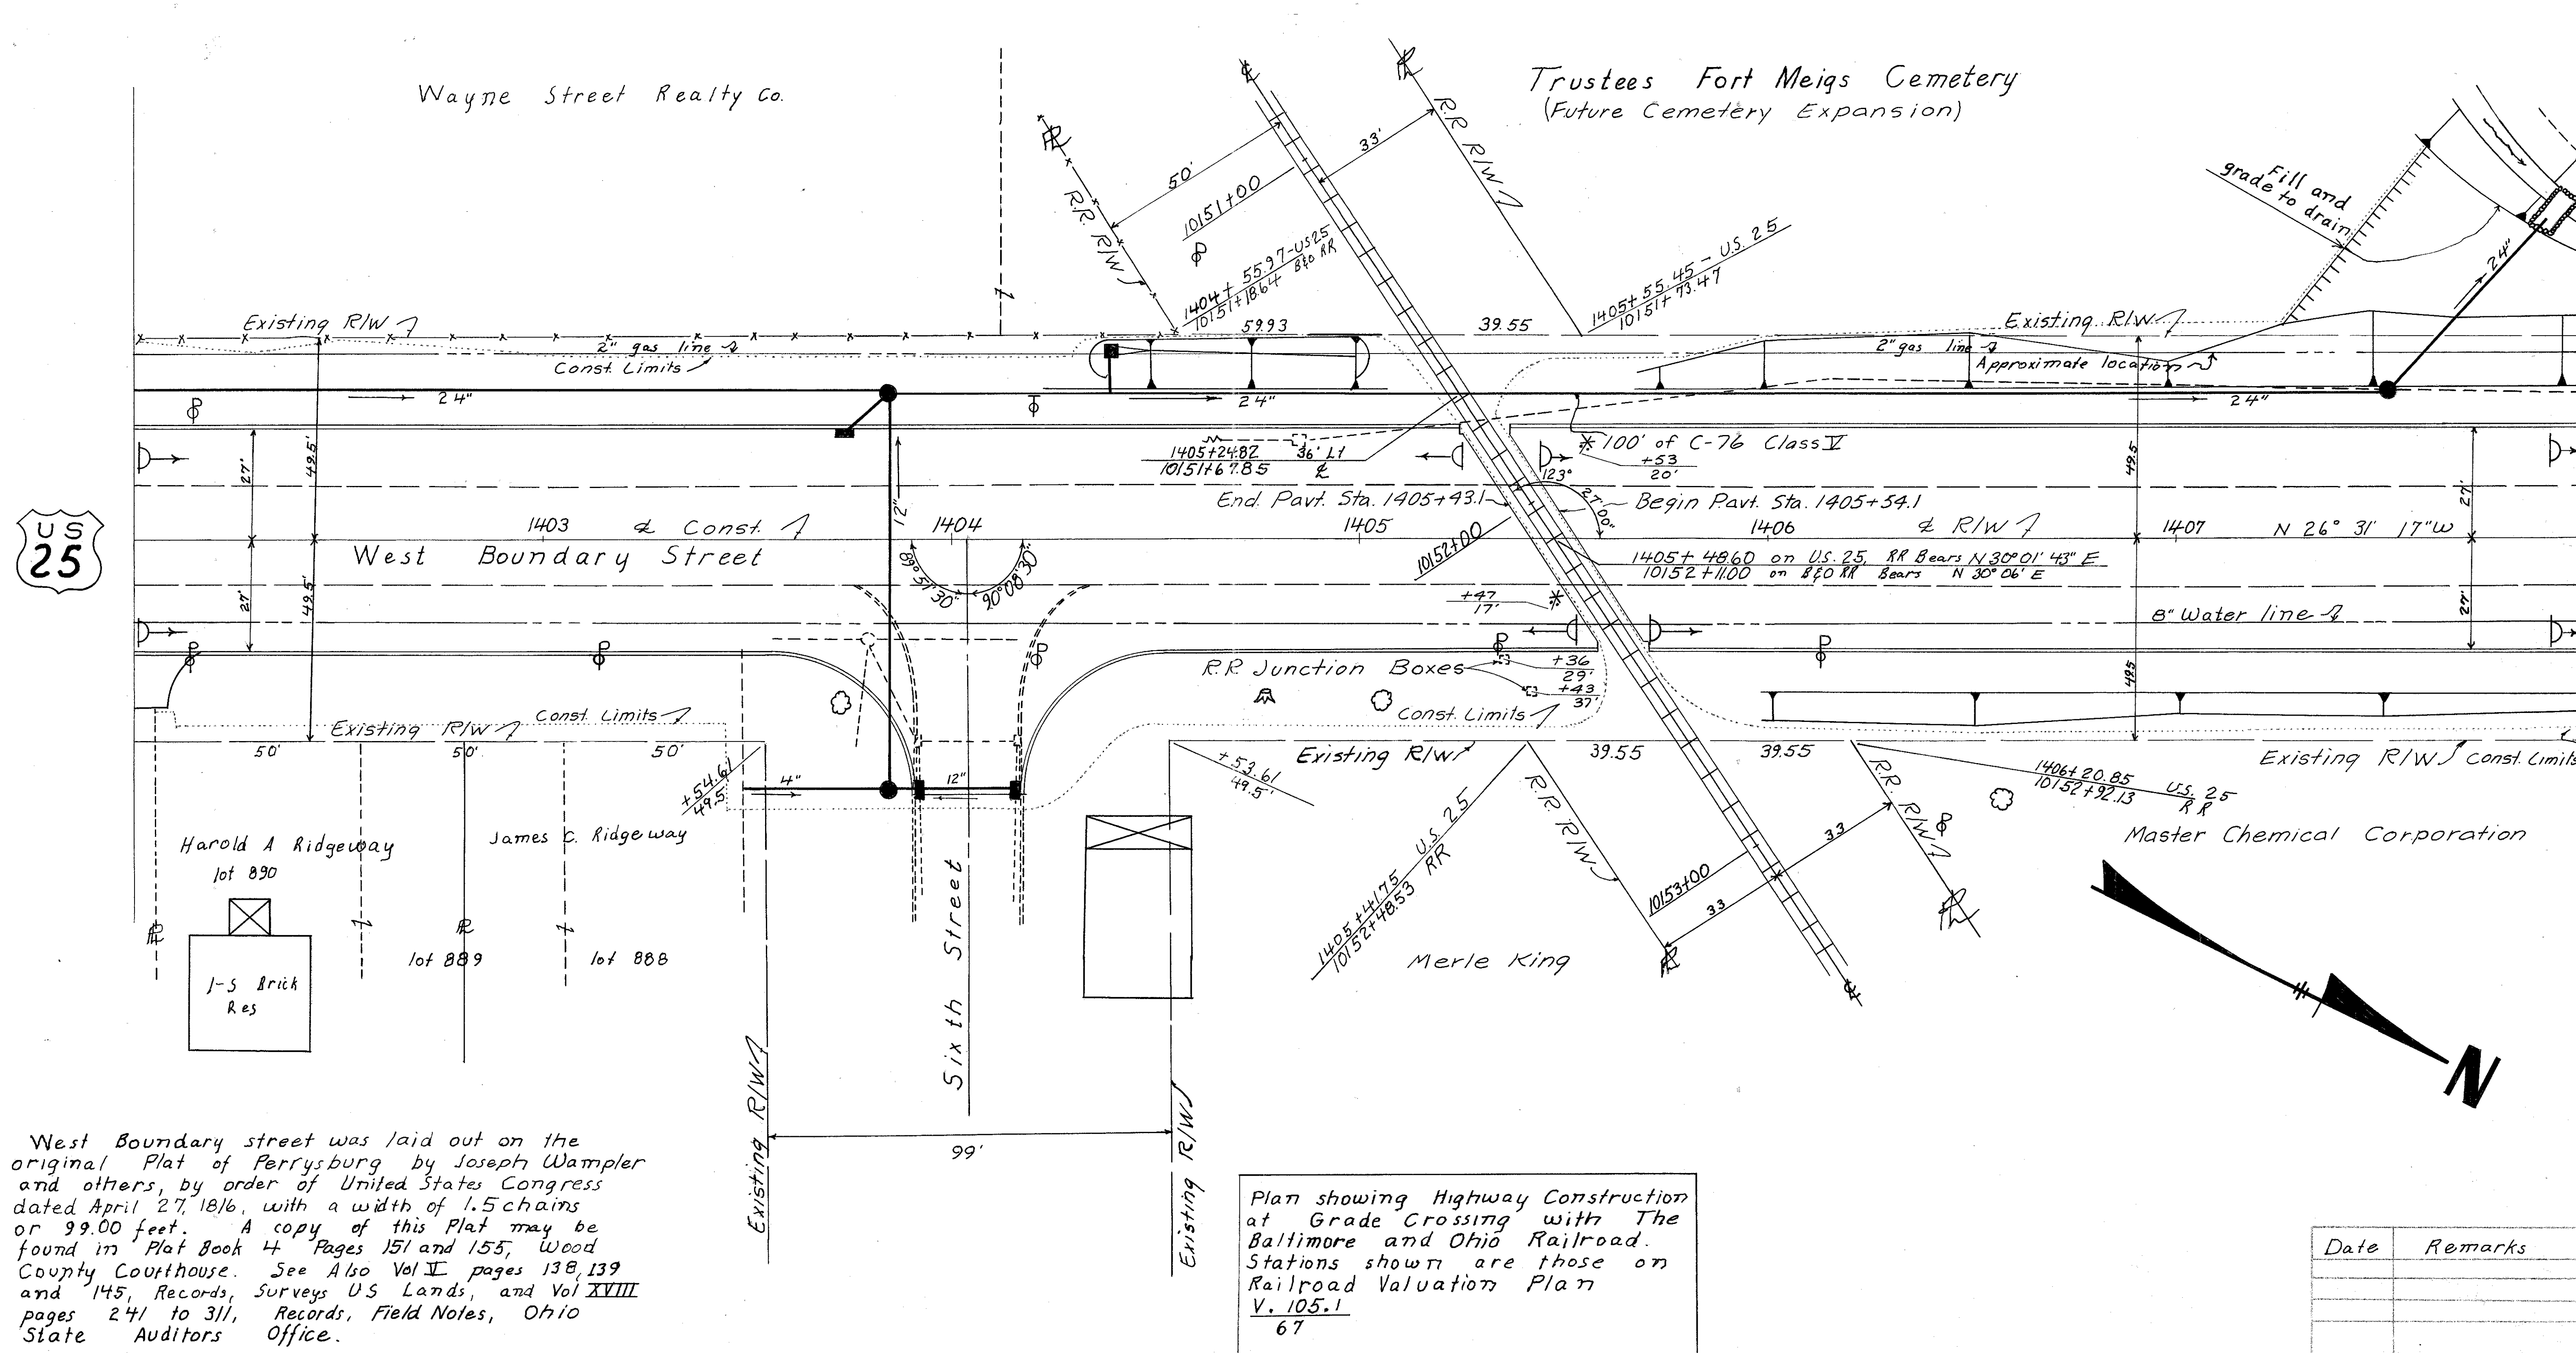 Wayne Street Realty Co.
Trustees Fort Meigs Cemetery
(Future Cemetery Expansion)
R.R. R/W
50'
10151+00
33'
R.R. R/W
1404+55.97-US25
10151+18.64 B&O RR
1405+55.45 - U.S. 25
10151+73.47
Fill and
grade to drain
24"
Existing R/W
59.93
39.55
Existing R/W
2" gas line
Const. Limits
2" gas line
Approximate location
24"
24"
24"
1405+24.82 36' Lt
10151+67.85 ℄
* 100' of C-76 Class V
+53
20'
27'
49.5'
12"
123°
27'00"
49.5
27'
End. Pavt. Sta. 1405+43.1
Begin Pavt. Sta. 1405+54.1
US
25
1403
℄ Const.
1404
1405
1406
℄ R/W
1407
N 26° 31' 17"W
West Boundary Street
10152+00
1405+48.60 on U.S. 25, RR Bears N 30° 01' 43" E
10152+11.00 on B&O RR Bears N 30° 06' E
89° 51' 30"
90°08'30"
27'
49.5'
+47
17'
*
8" Water line
27'
49.5
R.R. Junction Boxes
+36
29'
+43
37'
Const. Limits
Existing R/W
Const. Limits
50'
50'
50'
+54.61
49.5'
4"
12"
+53.61
49.5'
Existing R/W
39.55
39.55
Existing R/W
Const. Limits
1406+20.85 U.S. 25
10152+92.13 RR
R.R. R/W
R.R. R/W
1405+41.75 U.S. 25
10152+48.53 RR
10153+00
33
33
Harold A Ridgeway
lot 890
James C. Ridgeway
Master Chemical Corporation
lot 889
lot 888
1-S Brick
Res
Merle King
Sixth Street
Existing R/W
99'
Existing R/W
N
West Boundary street was laid out on the
original Plat of Perrysburg by Joseph Wampler
and others, by order of United States Congress
dated April 27, 1816, with a width of 1.5 chains
or 99.00 feet. A copy of this Plat may be
found in Plat Book 4 Pages 151 and 155, Wood
County Courthouse. See Also Vol V pages 138, 139
and 145, Records, Surveys US Lands, and Vol XVIII
pages 241 to 311, Records, Field Notes, Ohio
State Auditors Office.
Plan showing Highway Construction
at Grade Crossing with The
Baltimore and Ohio Railroad.
Stations shown are those on
Railroad Valuation Plan
V. 105.1
67
Date Remarks